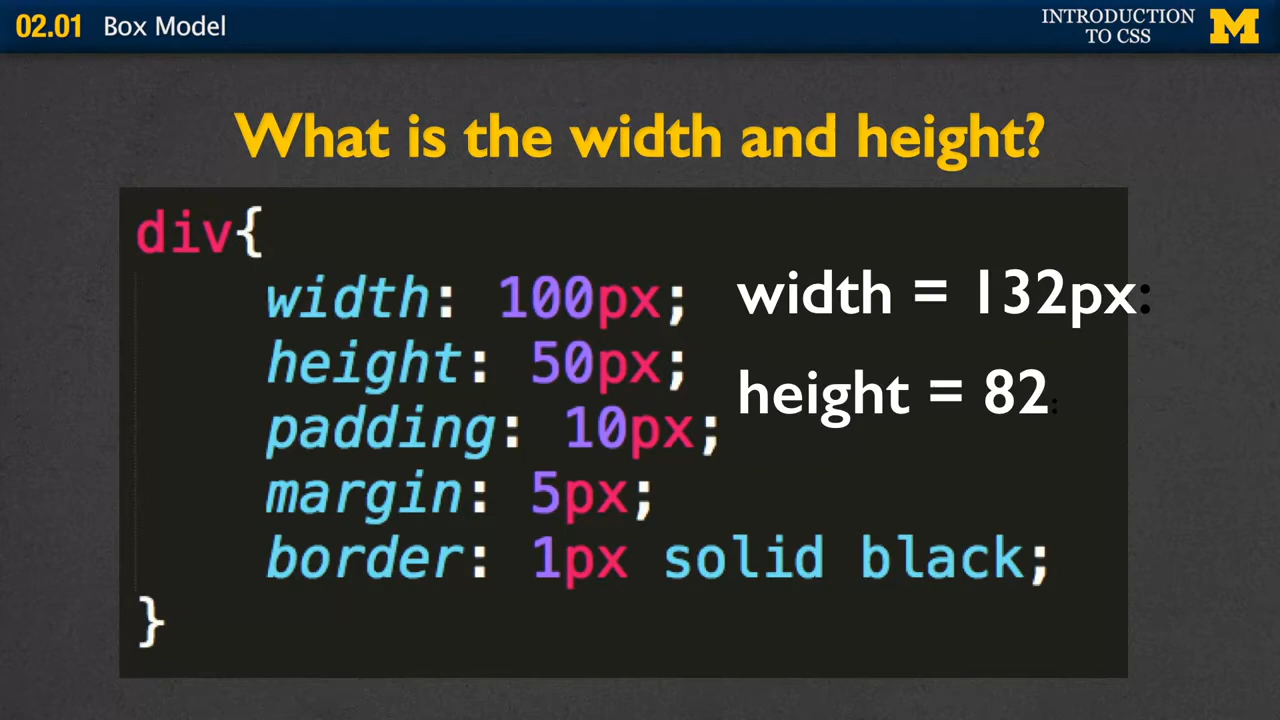 02.01 Box Model
INTRODUCTION
TO CSS
M
What is the width and height?
div{
width: 100px;
width = 132px:
height: 50px;
height = 82:
padding: 10px;
margin: 5px;
border: 1px solid black;
}